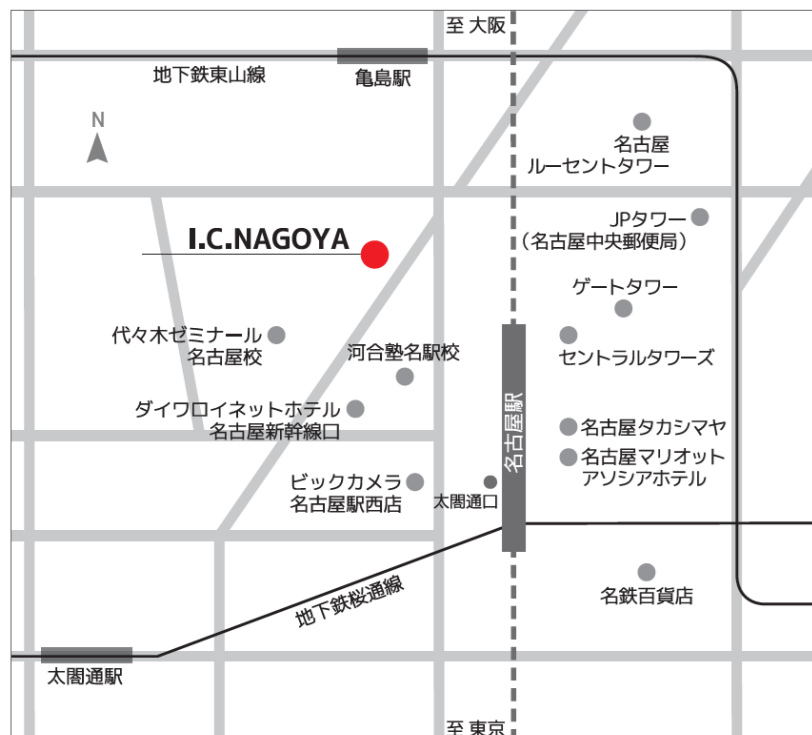 至 大阪
地下鉄東山線
亀島駅
N
名古屋
ルーセントタワー
JPタワー
（名古屋中央郵便局）
I.C.NAGOYA
ゲートタワー
代々木ゼミナール
名古屋校
河合塾名駅校
セントラルタワーズ
ダイワロイネットホテル
名古屋新幹線口
名古屋駅
名古屋タカシマヤ
名古屋マリオット
アソシアホテル
ビックカメラ
名古屋駅西店
太閤通口
地下鉄桜通線
名鉄百貨店
太閤通駅
至 東京